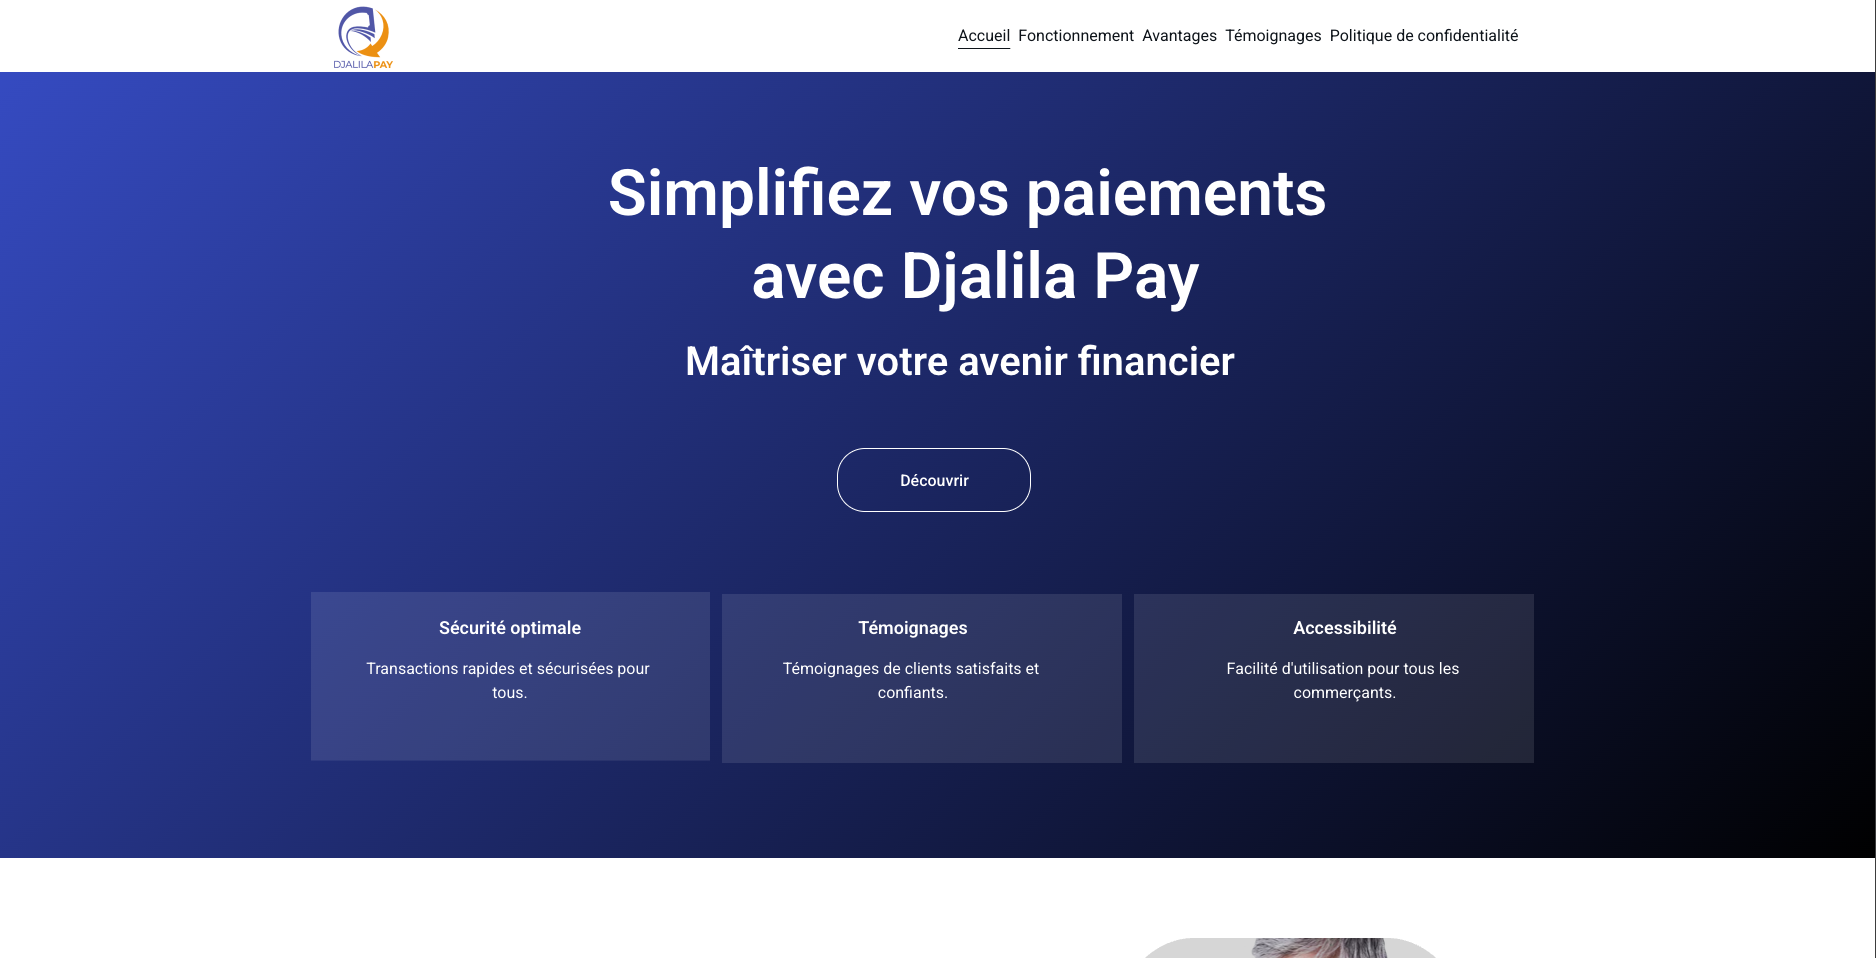 DJALILAPAY
Accueil Fonctionnement Avantages Témoignages Politique de confidentialité
Simplifiez vos paiements
avec Djalila Pay
Maîtriser votre avenir financier
Découvrir
Sécurité optimale
Transactions rapides et sécurisées pour
tous.
Témoignages
Témoignages de clients satisfaits et
confiants.
Accessibilité
Facilité d'utilisation pour tous les
commerçants.